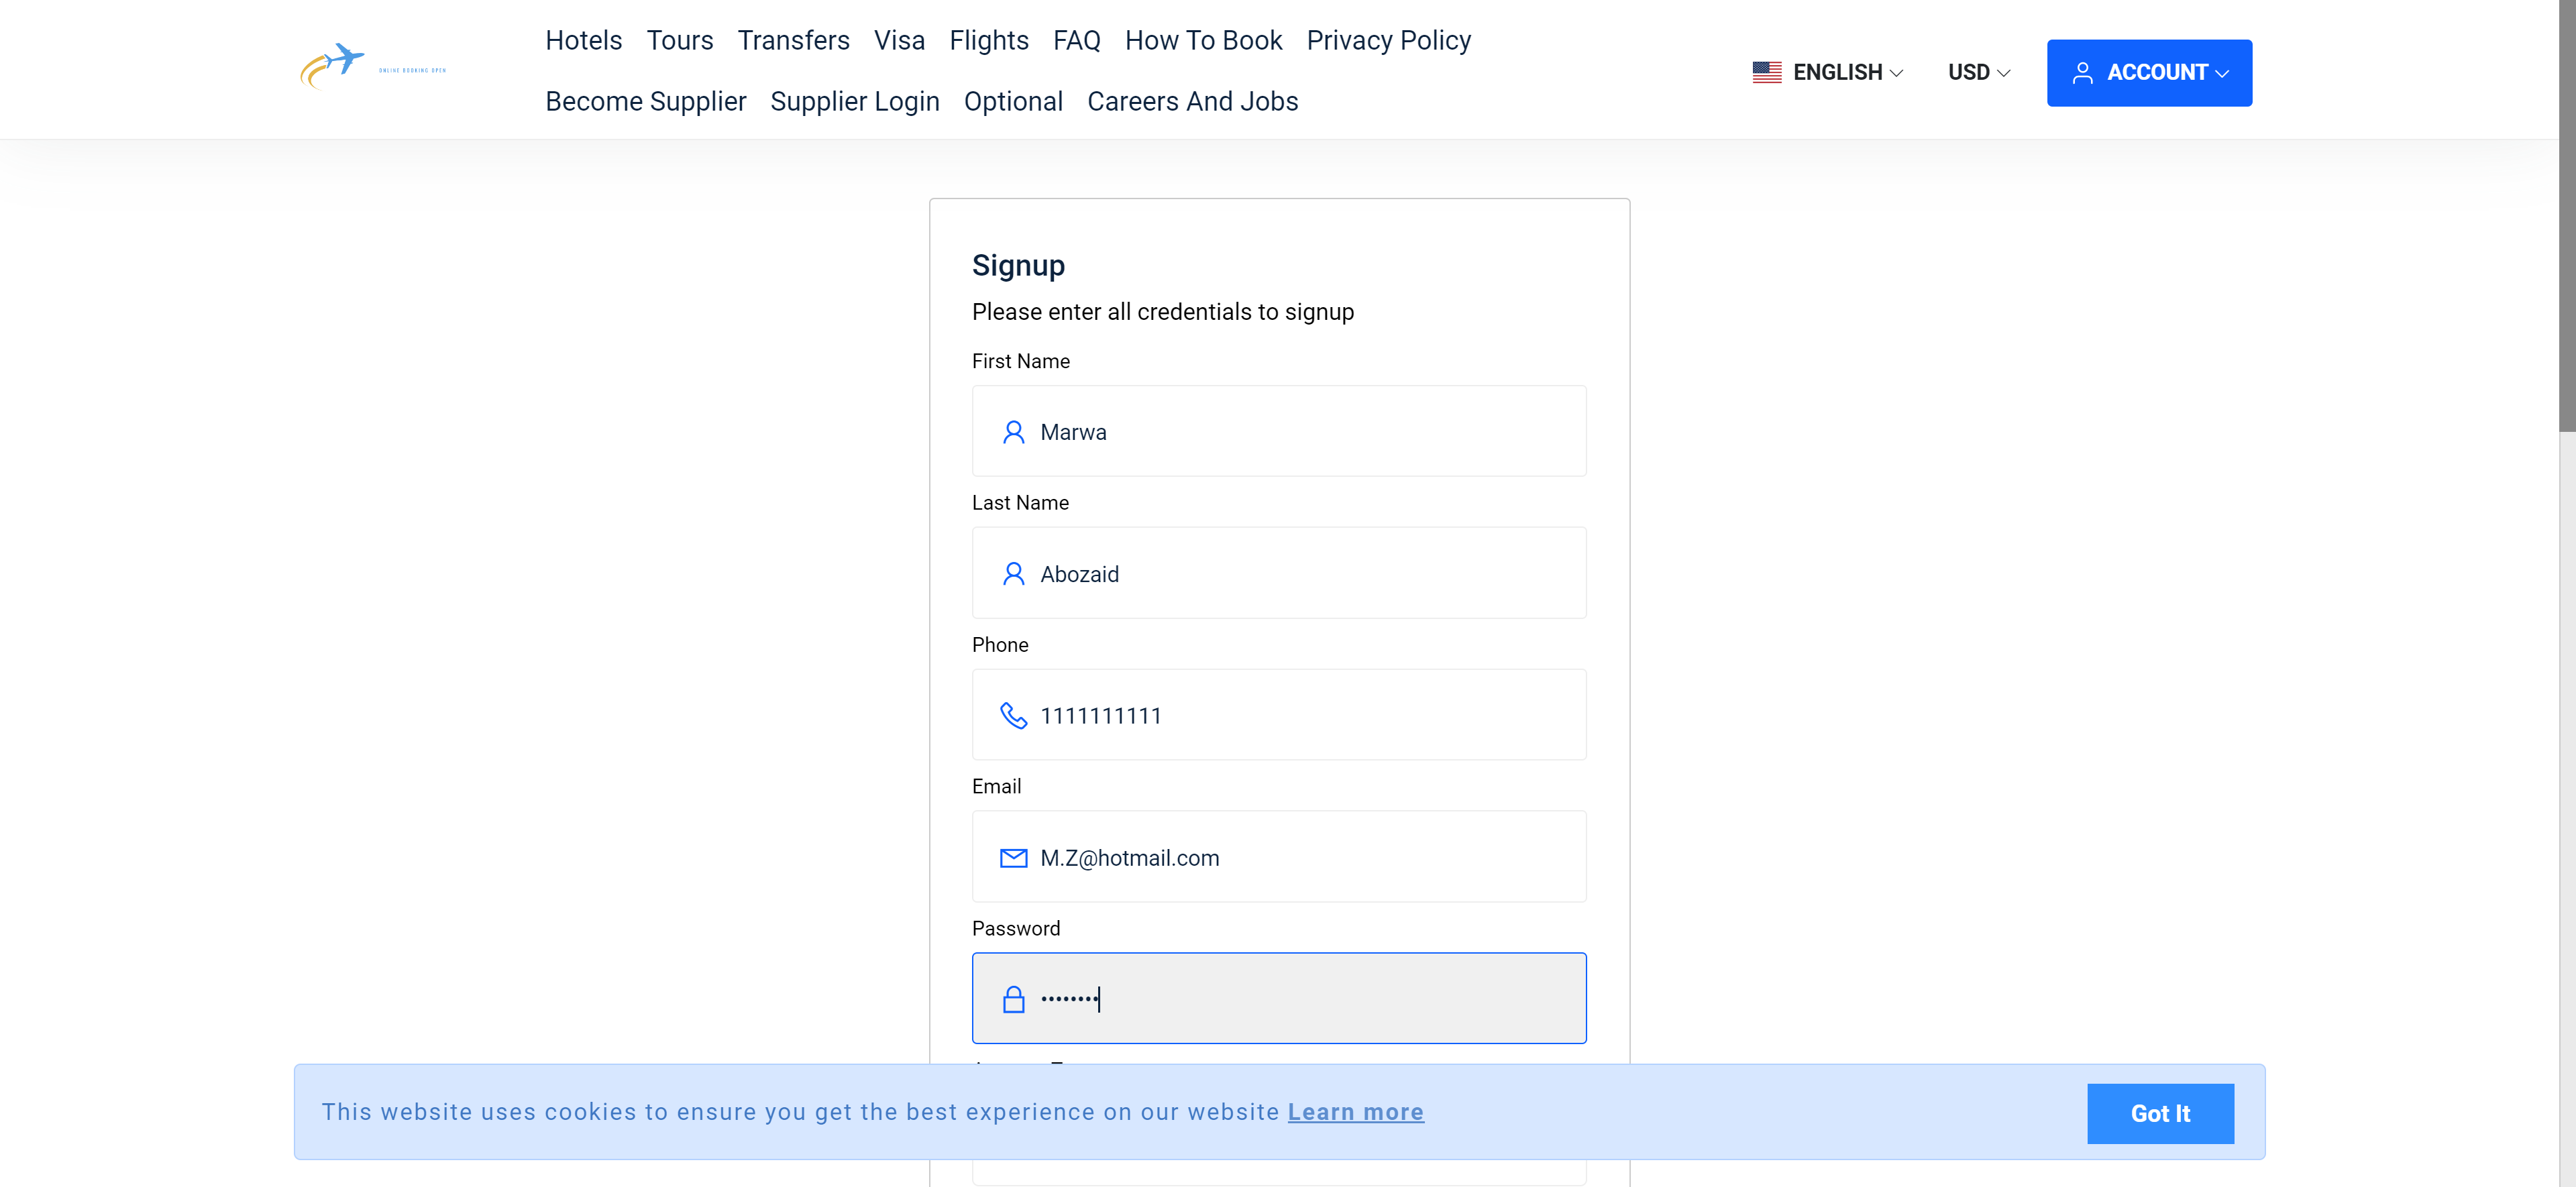 Hotels Tours Transfers Visa Flights FAQ How To Book Privacy Policy
Become Supplier Supplier Login Optional Careers And Jobs
ONLINE BOOKING OPEN
ENGLISH USD ACCOUNT
Signup
Please enter all credentials to signup
First Name
Marwa
Last Name
Abozaid
Phone
1111111111
Email
M.Z@hotmail.com
Password
••••••••
This website uses cookies to ensure you get the best experience on our website Learn more
Got It